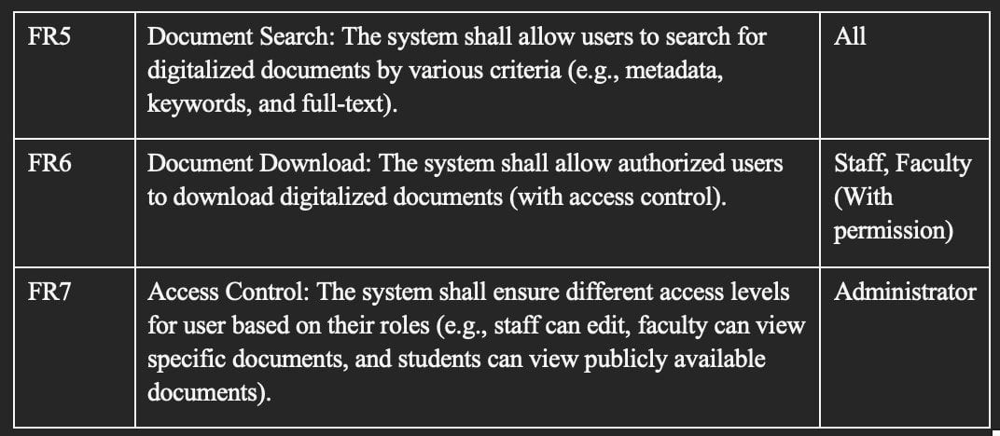 FR5
Document Search: The system shall allow users to search for
digitalized documents by various criteria (e.g., metadata,
keywords, and full-text).
All
FR6
Document Download: The system shall allow authorized users
to download digitalized documents (with access control).
Staff, Faculty
(With
permission)
FR7
Access Control: The system shall ensure different access levels
for user based on their roles (e.g., staff can edit, faculty can view
specific documents, and students can view publicly available
documents).
Administrator